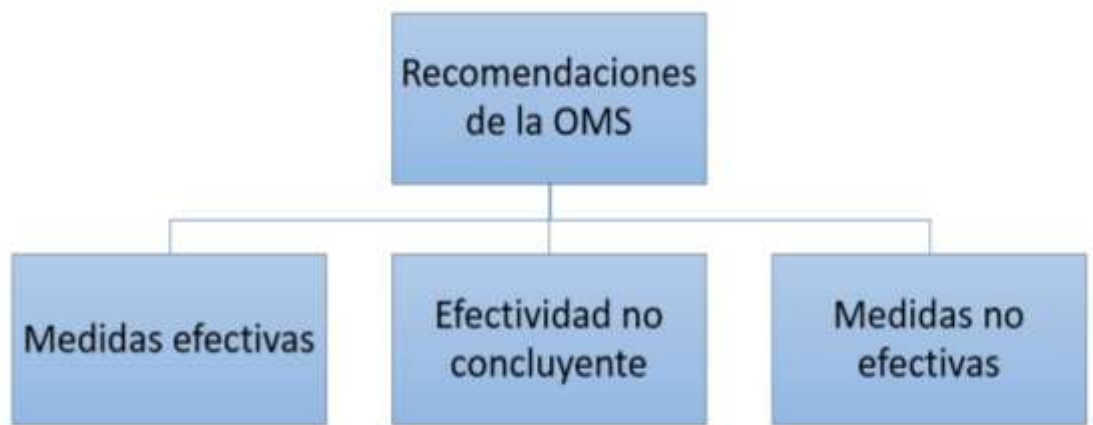 Recomendaciones
de la OMS
Medidas efectivas
Efectividad no
concluyente
Medidas no
efectivas